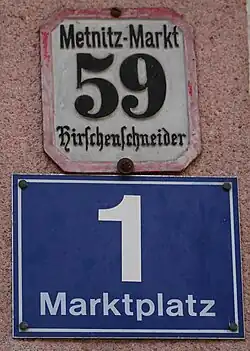 Metnitz-Markt
59
Hirſchenſchneider
1
Marktplatz